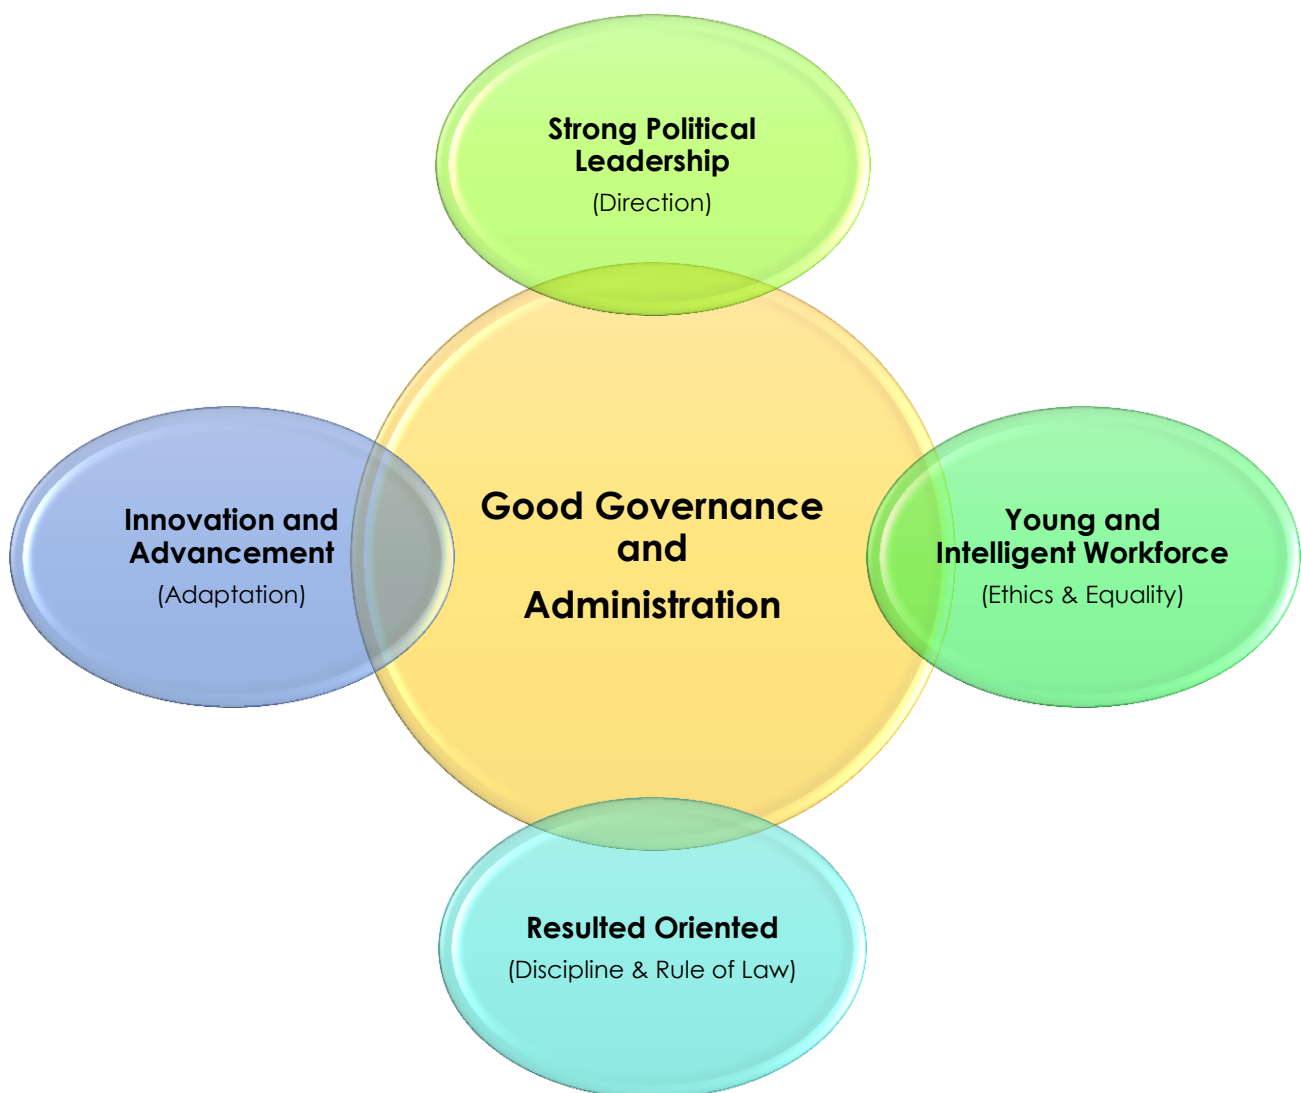 Strong Political
Leadership
(Direction)
Innovation and
Advancement
(Adaptation)
Good Governance
and
Administration
Young and
Intelligent Workforce
(Ethics & Equality)
Resulted Oriented
(Discipline & Rule of Law)